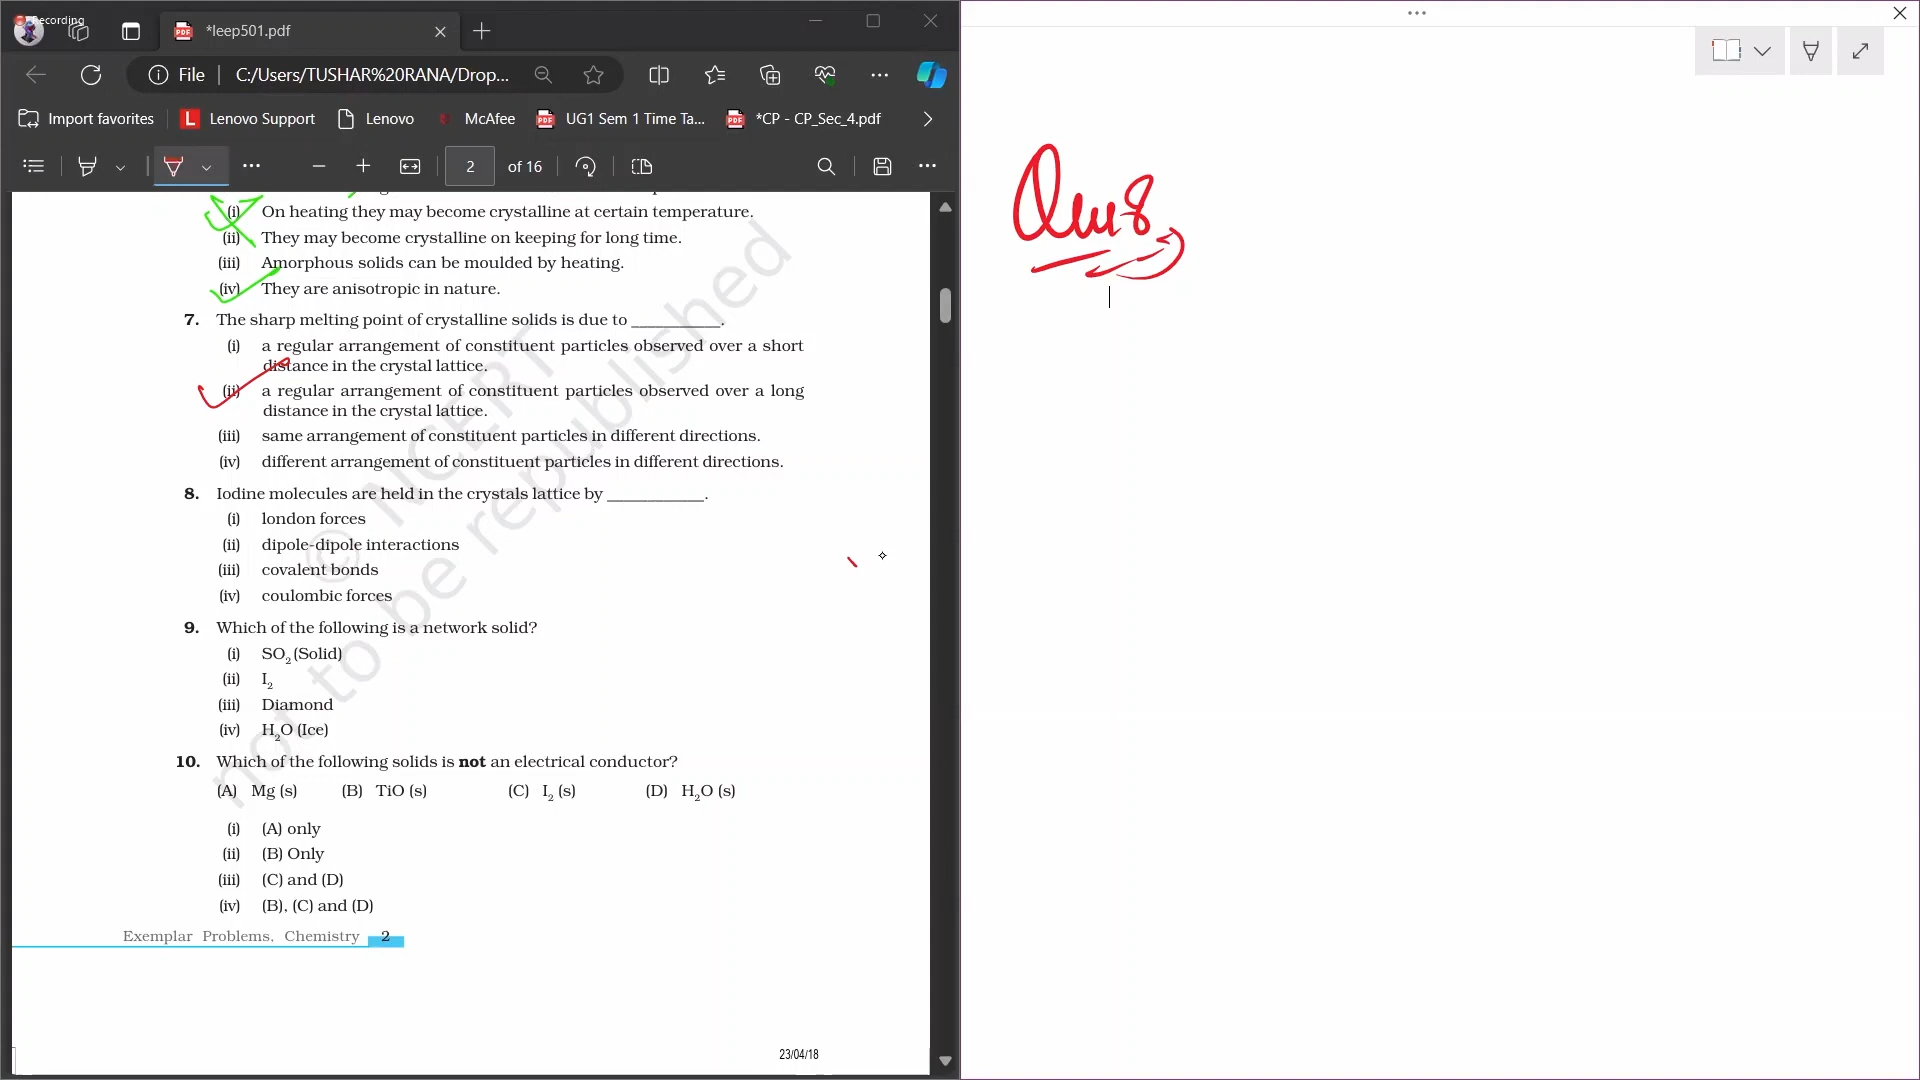 Recording
*leep501.pdf
File
C:/Users/TUSHAR%20RANA/Drop...
Import favorites
Lenovo Support
Lenovo
McAfee
UG1 Sem 1 Time Ta...
*CP - CP_Sec_4.pdf
2 of 16
(i) On heating they may become crystalline at certain temperature.
(ii) They may become crystalline on keeping for long time.
(iii) Amorphous solids can be moulded by heating.
(iv) They are anisotropic in nature.
7. The sharp melting point of crystalline solids is due to ___________.
(i) a regular arrangement of constituent particles observed over a short
distance in the crystal lattice.
(ii) a regular arrangement of constituent particles observed over a long
distance in the crystal lattice.
(iii) same arrangement of constituent particles in different directions.
(iv) different arrangement of constituent particles in different directions.
8. Iodine molecules are held in the crystals lattice by ____________.
(i) london forces
(ii) dipole-dipole interactions
(iii) covalent bonds
(iv) coulombic forces
9. Which of the following is a network solid?
(i) SO2 (Solid)
(ii) I2
(iii) Diamond
(iv) H2O (Ice)
10. Which of the following solids is not an electrical conductor?
(A) Mg (s) (B) TiO (s) (C) I2 (s) (D) H2O (s)
(i) (A) only
(ii) (B) Only
(iii) (C) and (D)
(iv) (B), (C) and (D)
Exemplar Problems, Chemistry 2
23/04/18
© NCERT
not to be republished